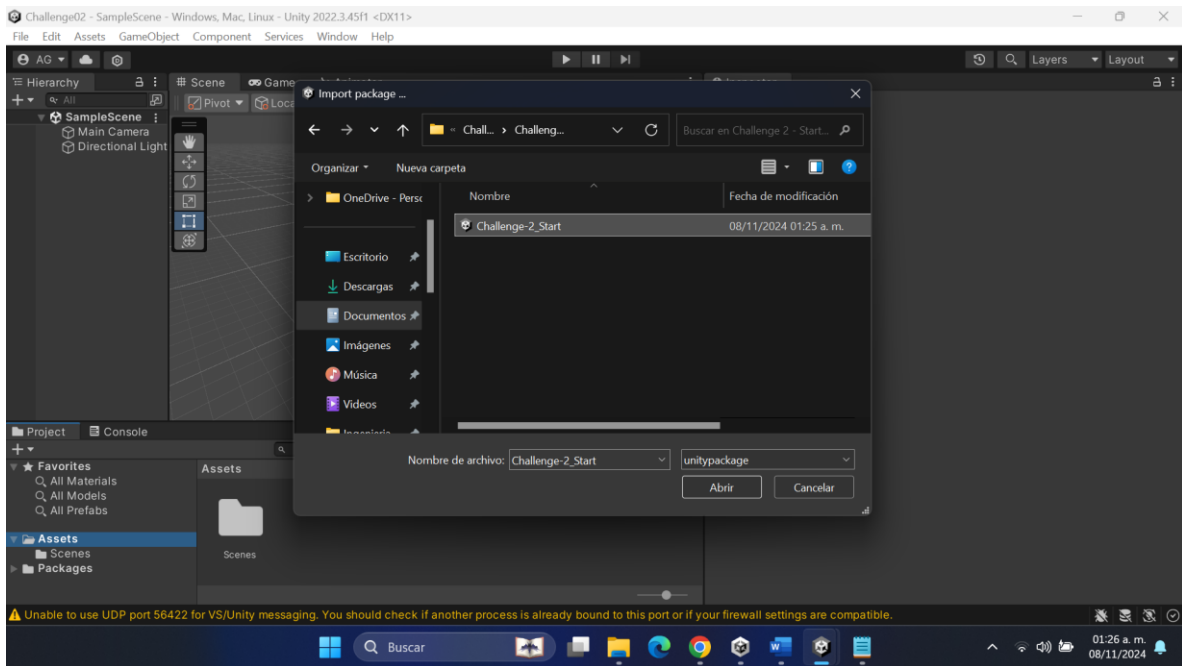 Challenge02 - SampleScene - Windows, Mac, Linux - Unity 2022.3.45f1 <DX11>
File Edit Assets GameObject Component Services Window Help
AG
Layers Layout
Hierarchy
# Scene Game
All
Pivot Loca
SampleScene
Main Camera
Directional Light
Import package ...
« Chall... › Challeng...
Buscar en Challenge 2 - Start...
Organizar Nueva carpeta
OneDrive - Perso
Nombre Fecha de modificación
Challenge-2_Start 08/11/2024 01:25 a. m.
Escritorio
Descargas
Documentos
Imágenes
Música
Videos
Nombre de archivo: Challenge-2_Start unitypackage
Abrir Cancelar
Project Console
Favorites
All Materials
All Models
All Prefabs
Assets
Scenes
Packages
Assets
Scenes
Unable to use UDP port 56422 for VS/Unity messaging. You should check if another process is already bound to this port or if your firewall settings are compatible.
Buscar
01:26 a. m.
08/11/2024